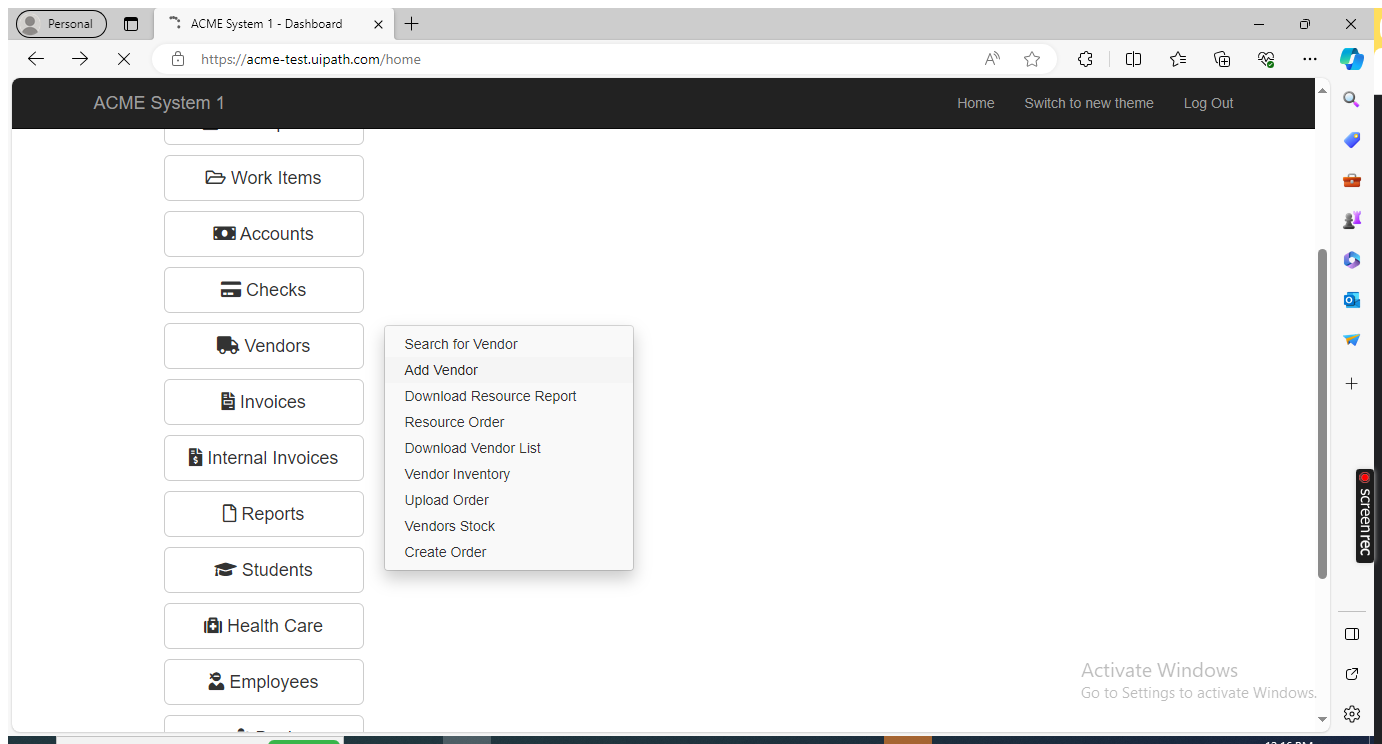 Personal
ACME System 1 - Dashboard
https://acme-test.uipath.com/home
ACME System 1
Home
Switch to new theme
Log Out
Work Items
Accounts
Checks
Vendors
Search for Vendor
Add Vendor
Download Resource Report
Resource Order
Download Vendor List
Vendor Inventory
Upload Order
Vendors Stock
Create Order
Invoices
Internal Invoices
Reports
Students
Health Care
Employees
screenrec
Activate Windows
Go to Settings to activate Windows.